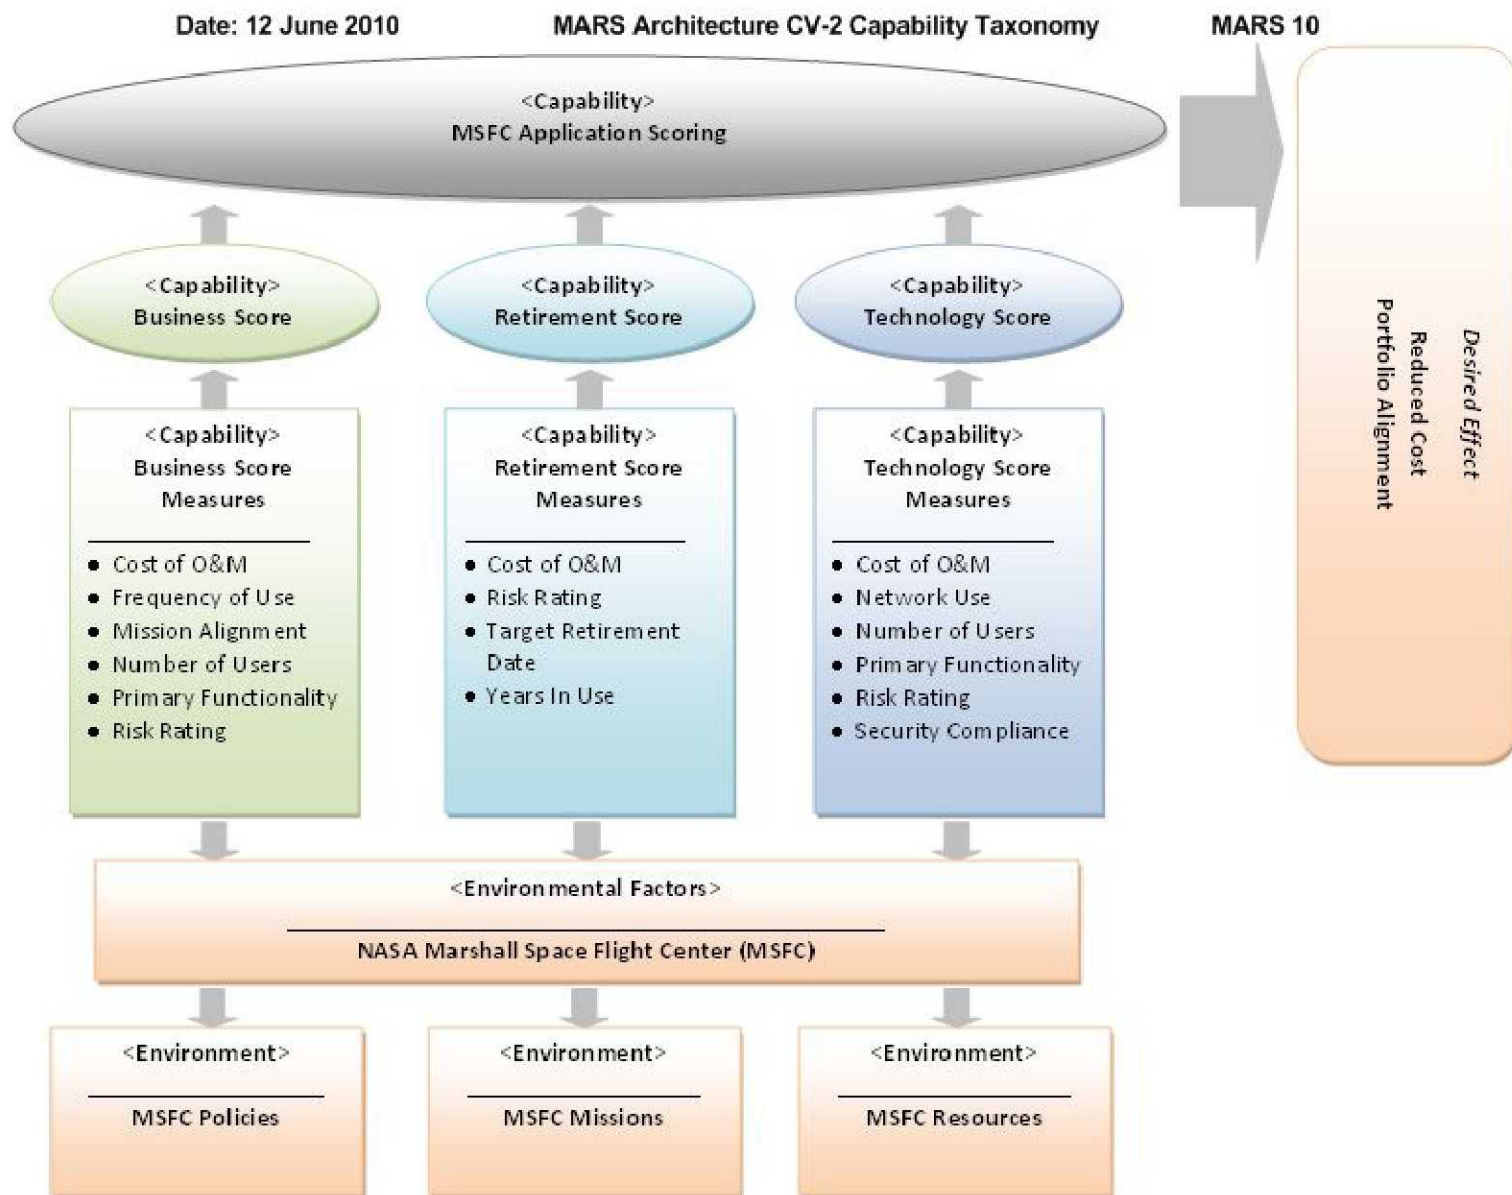 Date: 12 June 2010 MARS Architecture CV-2 Capability Taxonomy MARS 10
<Capability>
MSFC Application Scoring
<Capability>
Business Score
<Capability>
Retirement Score
<Capability>
Technology Score
<Capability>
Business Score
Measures
• Cost of O&M
• Frequency of Use
• Mission Alignment
• Number of Users
• Primary Functionality
• Risk Rating
<Capability>
Retirement Score
Measures
• Cost of O&M
• Risk Rating
• Target Retirement
Date
• Years In Use
<Capability>
Technology Score
Measures
• Cost of O&M
• Network Use
• Number of Users
• Primary Functionality
• Risk Rating
• Security Compliance
<Environmental Factors>
NASA Marshall Space Flight Center (MSFC)
<Environment>
MSFC Policies
<Environment>
MSFC Missions
<Environment>
MSFC Resources
Desired Effect
Reduced Cost
Portfolio Alignment